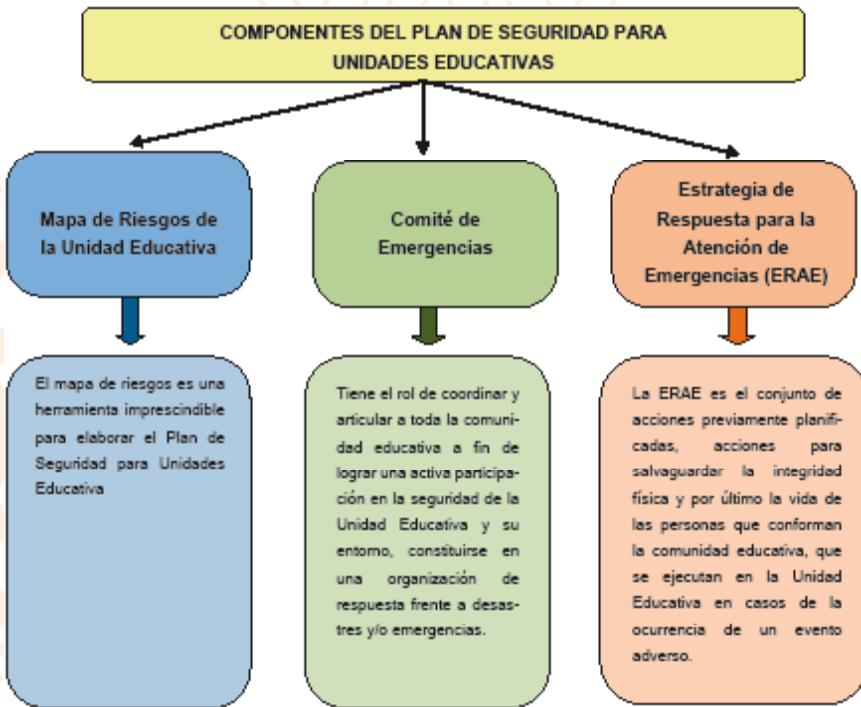 COMPONENTES DEL PLAN DE SEGURIDAD PARA
UNIDADES EDUCATIVAS
Mapa de Riesgos de
la Unidad Educativa
El mapa de riesgos es una
herramienta imprescindible
para elaborar el Plan de
Seguridad para Unidades
Educativa
Comité de
Emergencias
Tiene el rol de coordinar y
articular a toda la comuni-
dad educativa a fin de
lograr una activa participa-
ción en la seguridad de la
Unidad Educativa y su
entorno, constituirse en
una organización de
respuesta frente a desas-
tres y/o emergencias.
Estrategia de
Respuesta para la
Atención de
Emergencias (ERAE)
La ERAE es el conjunto de
acciones previamente planifi-
cadas, acciones para
salvaguardar la integridad
física y por último la vida de
las personas que conforman
la comunidad educativa, que
se ejecutan en la Unidad
Educativa en casos de la
ocurrencia de un evento
adverso.